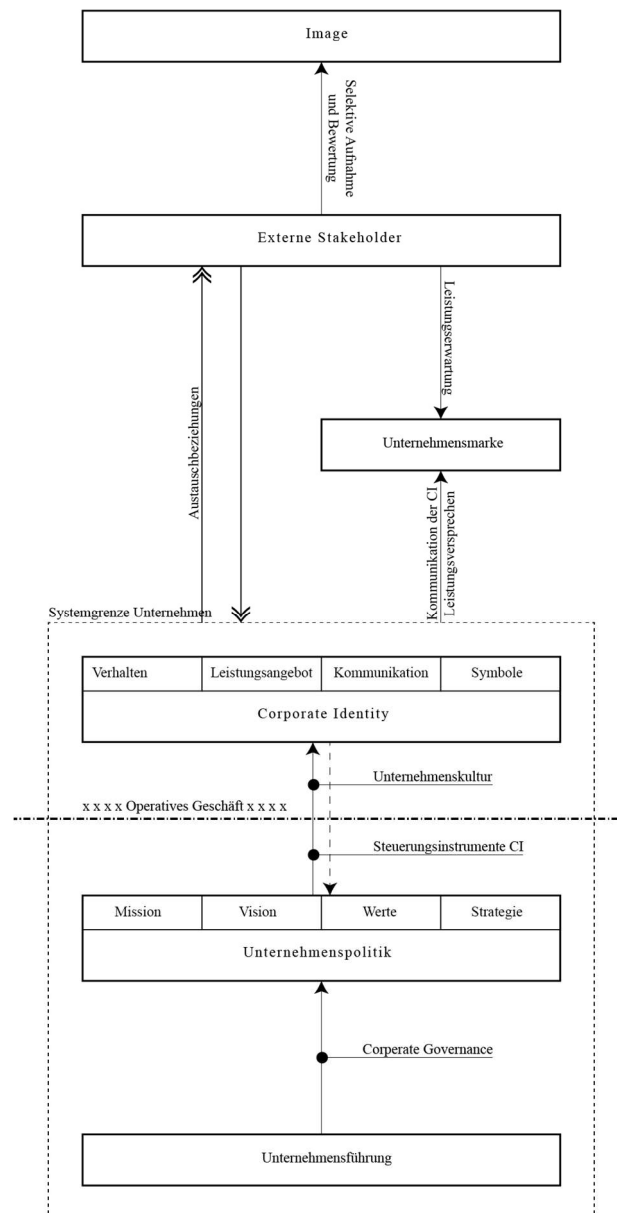 Image
Selektive Aufnahme
und Bewertung
Externe Stakeholder
Leistungserwartung
Austauschbeziehungen
Unternehmensmarke
Kommunikation der CI
Leistungsversprechen
Systemgrenze Unternehmen
Verhalten
Leistungsangebot
Kommunikation
Symbole
Corporate Identity
Unternehmenskultur
x x x x Operatives Geschäft x x x x
Steuerungsinstrumente CI
Mission
Vision
Werte
Strategie
Unternehmenspolitik
Corperate Governance
Unternehmensführung